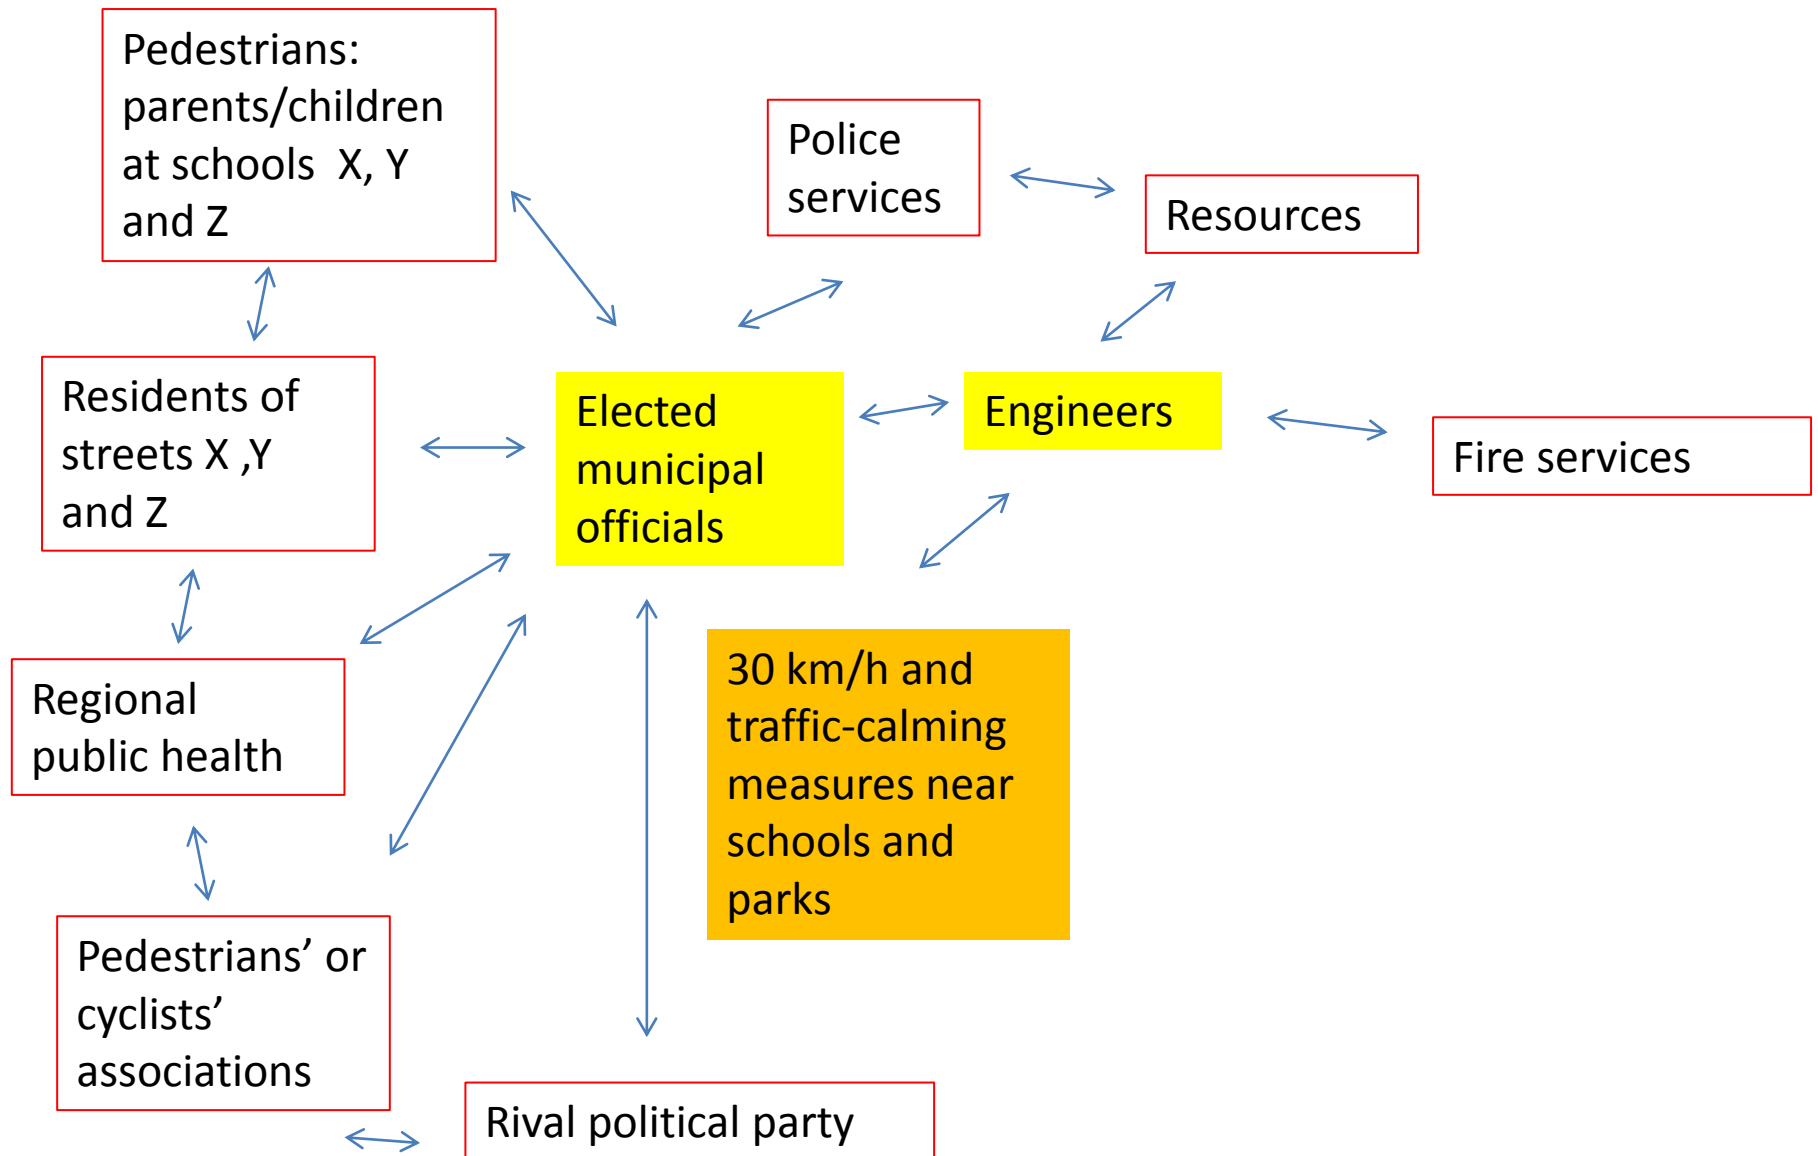 Pedestrians:
parents/children
at schools X, Y
and Z
Police
services
Resources
Residents of
streets X ,Y
and Z
Elected
municipal
officials
Engineers
Fire services
Regional
public health
30 km/h and
traffic-calming
measures near
schools and
parks
Pedestrians’ or
cyclists’
associations
Rival political party